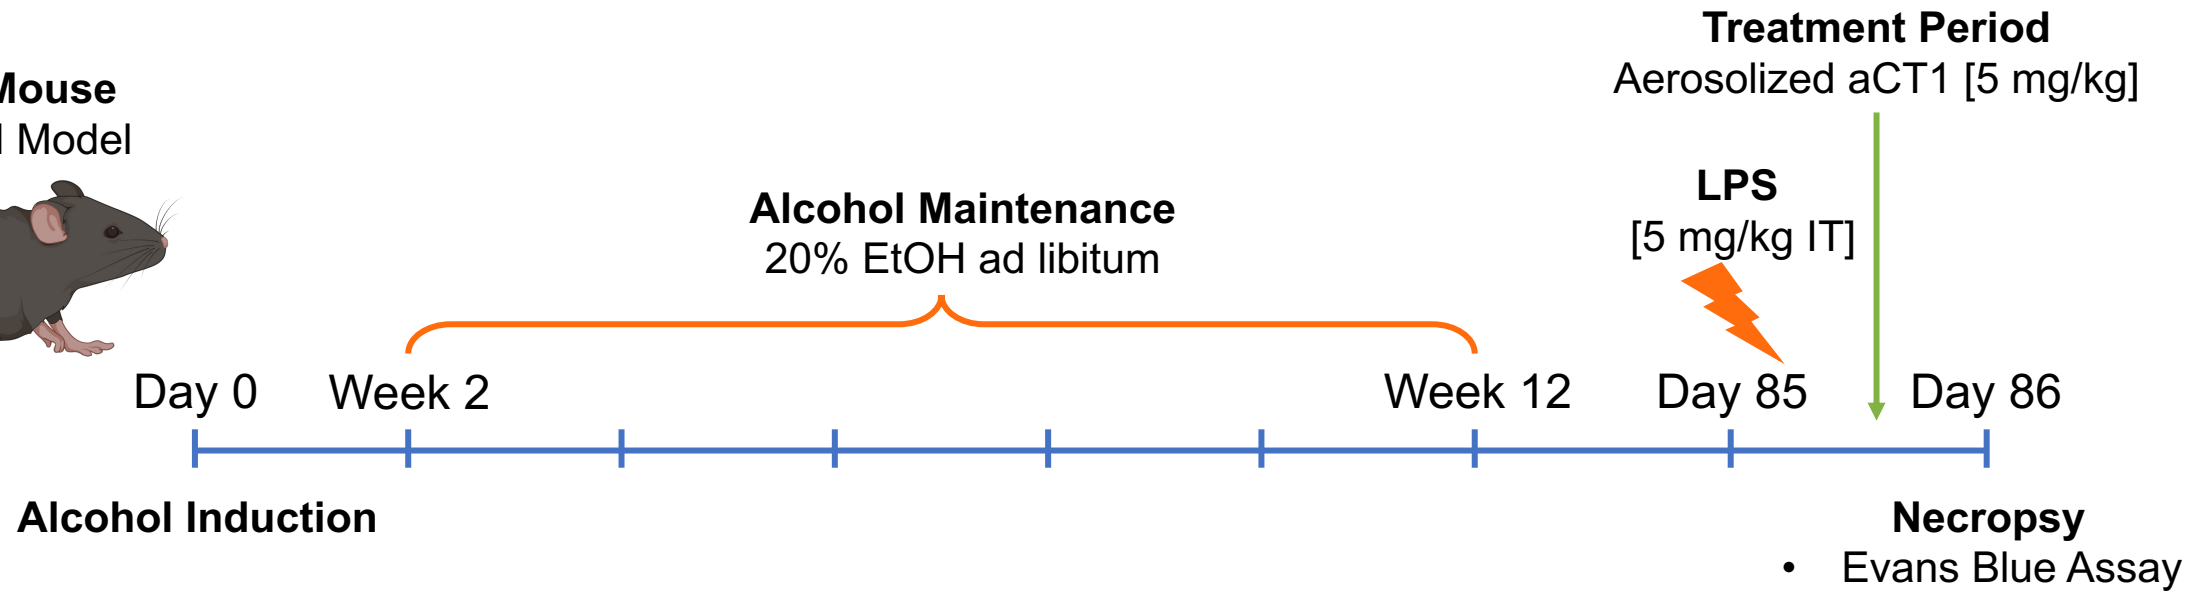 Treatment Period
Aerosolized aCT1 [5 mg/kg]
Mouse
Model
LPS
[5 mg/kg IT]
Alcohol Maintenance
20% EtOH ad libitum
Day 0
Week 2
Week 12
Day 85
Day 86
Alcohol Induction
Necropsy
• Evans Blue Assay